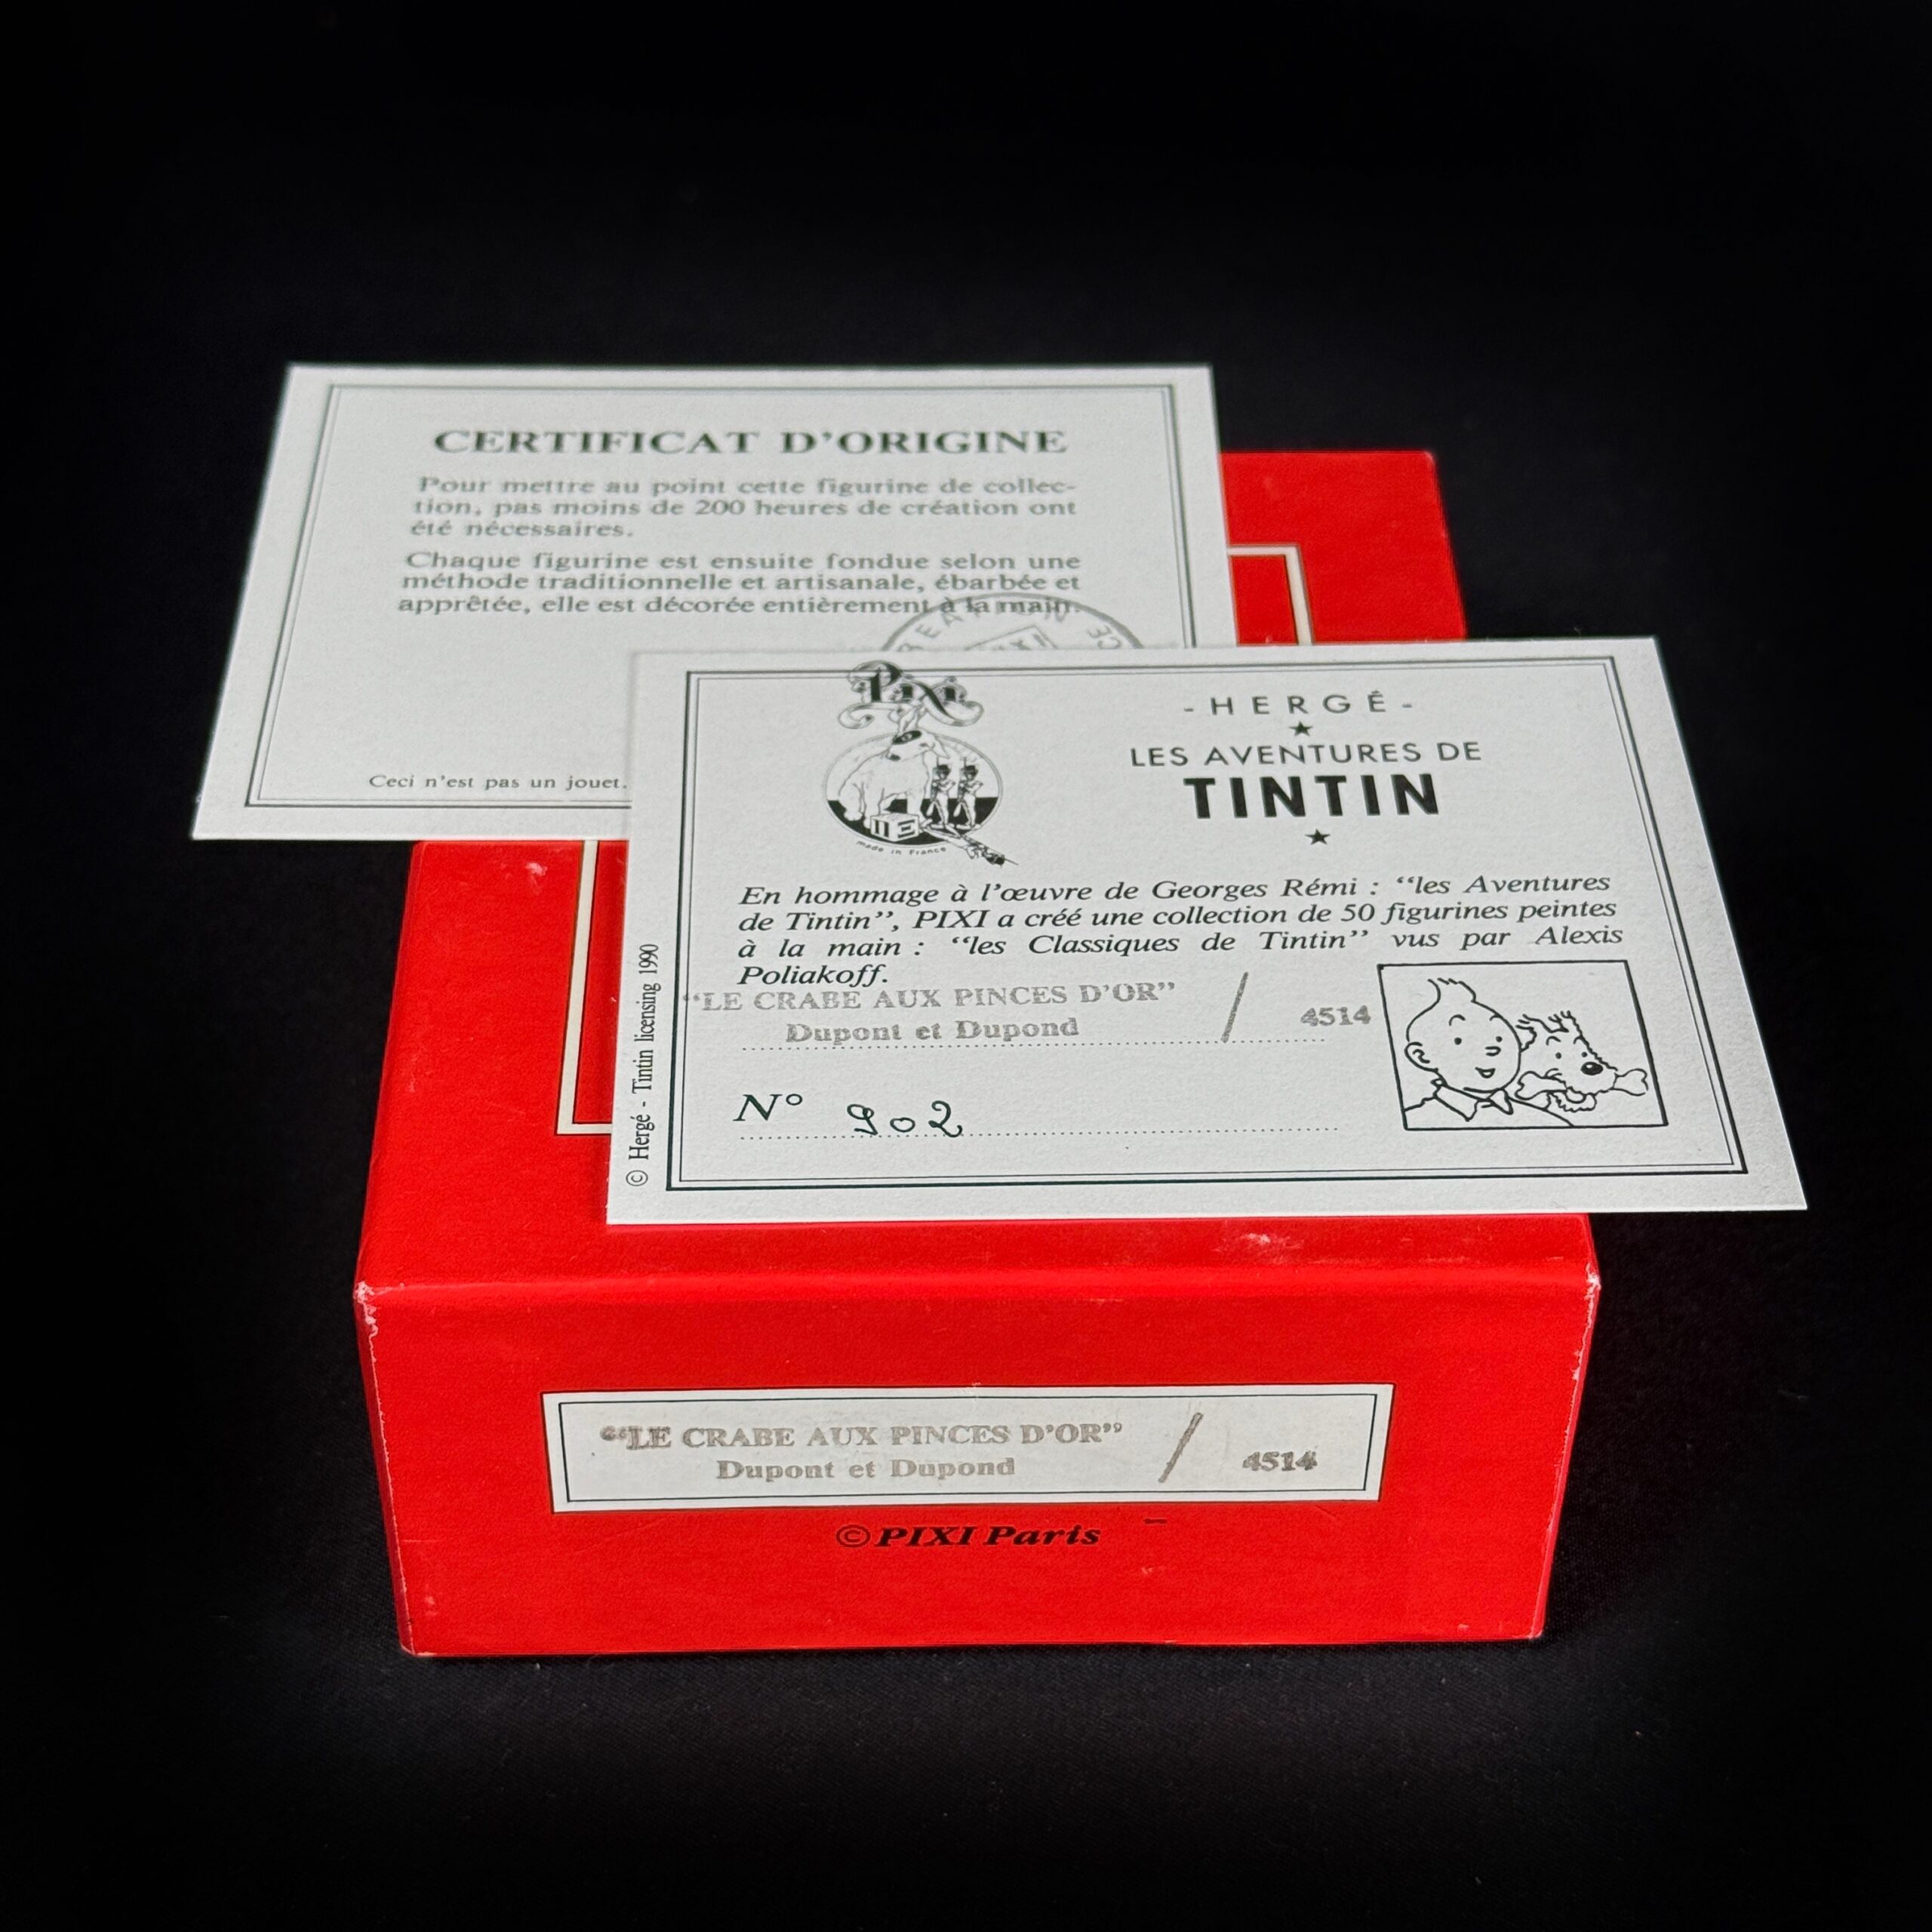 CERTIFICAT D'ORIGINE
Pour mettre au point cette figurine de collec-
tion, pas moins de 200 heures de création ont
été nécessaires.
Chaque figurine est ensuite fondue selon une
méthode traditionnelle et artisanale, ébarbée et
apprêtée, elle est décorée entièrement à la main.
Ceci n'est pas un jouet.
Pixi
made in France
- HERGÉ -
LES AVENTURES DE
TINTIN
En hommage à l'œuvre de Georges Rémi : “les Aventures
de Tintin”, PIXI a créé une collection de 50 figurines peintes
à la main : “les Classiques de Tintin” vus par Alexis
Poliakoff.
“LE CRABE AUX PINCES D'OR” / 4514
Dupont et Dupond
N° 902
© Hergé - Tintin licensing 1990
“LE CRABE AUX PINCES D'OR” / 4514
Dupont et Dupond
©PIXI Paris